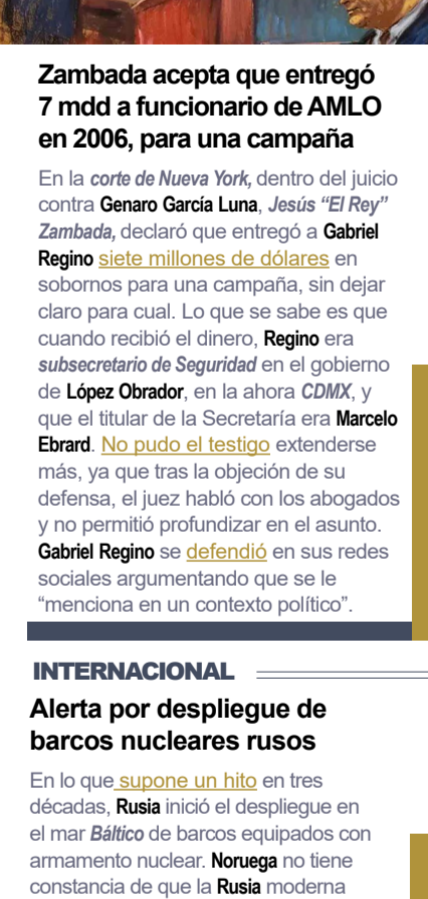 Zambada acepta que entregó
7 mdd a funcionario de AMLO
en 2006, para una campaña
En la corte de Nueva York, dentro del juicio
contra Genaro García Luna, Jesús “El Rey”
Zambada, declaró que entregó a Gabriel
Regino siete millones de dólares en
sobornos para una campaña, sin dejar
claro para cual. Lo que se sabe es que
cuando recibió el dinero, Regino era
subsecretario de Seguridad en el gobierno
de López Obrador, en la ahora CDMX, y
que el titular de la Secretaría era Marcelo
Ebrard. No pudo el testigo extenderse
más, ya que tras la objeción de su
defensa, el juez habló con los abogados
y no permitió profundizar en el asunto.
Gabriel Regino se defendió en sus redes
sociales argumentando que se le
“menciona en un contexto político”.
INTERNACIONAL
Alerta por despliegue de
barcos nucleares rusos
En lo que supone un hito en tres
décadas, Rusia inició el despliegue en
el mar Báltico de barcos equipados con
armamento nuclear. Noruega no tiene
constancia de que la Rusia moderna